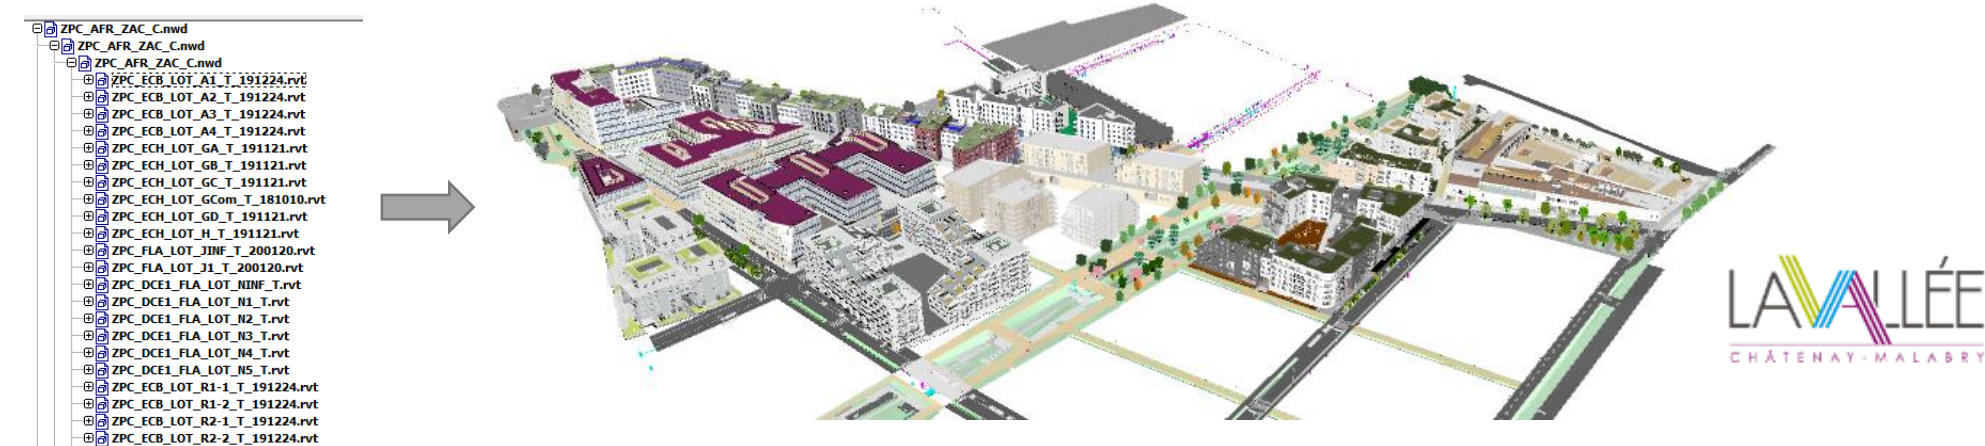 ZPC_AFR_ZAC_C.nwd
ZPC_AFR_ZAC_C.nwd
ZPC_AFR_ZAC_C.nwd
ZPC_ECB_LOT_A1_T_191224.rvt
ZPC_ECB_LOT_A2_T_191224.rvt
ZPC_ECB_LOT_A3_T_191224.rvt
ZPC_ECB_LOT_A4_T_191224.rvt
ZPC_ECH_LOT_GA_T_191121.rvt
ZPC_ECH_LOT_GB_T_191121.rvt
ZPC_ECH_LOT_GC_T_191121.rvt
ZPC_ECH_LOT_GCom_T_181010.rvt
ZPC_ECH_LOT_GD_T_191121.rvt
ZPC_ECH_LOT_H_T_191121.rvt
ZPC_FLA_LOT_JINF_T_200120.rvt
ZPC_FLA_LOT_J1_T_200120.rvt
ZPC_DCE1_FLA_LOT_NINF_T.rvt
ZPC_DCE1_FLA_LOT_N1_T.rvt
ZPC_DCE1_FLA_LOT_N2_T.rvt
ZPC_DCE1_FLA_LOT_N3_T.rvt
ZPC_DCE1_FLA_LOT_N4_T.rvt
ZPC_DCE1_FLA_LOT_N5_T.rvt
ZPC_ECB_LOT_R1-1_T_191224.rvt
ZPC_ECB_LOT_R1-2_T_191224.rvt
ZPC_ECB_LOT_R2-1_T_191224.rvt
ZPC_ECB_LOT_R2-2_T_191224.rvt
LAVALLÉE
CHÂTENAY-MALABRY